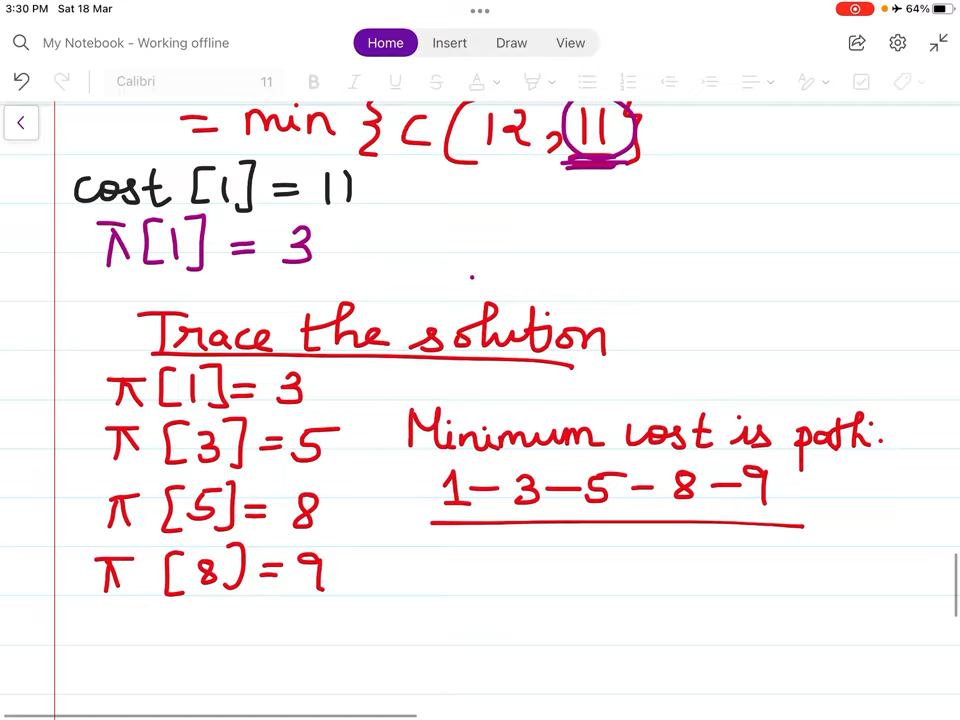 3:30 PM Sat 18 Mar
64%
My Notebook - Working offline
Home Insert Draw View
Calibri 11 B I U S A
= min { C (12, 11}
cost [1] = 11
π[1] = 3
Trace the solution
π [1] = 3
π [3] = 5
π [5] = 8
π [8) = 9
Minimum cost is path:
1-3-5-8-9